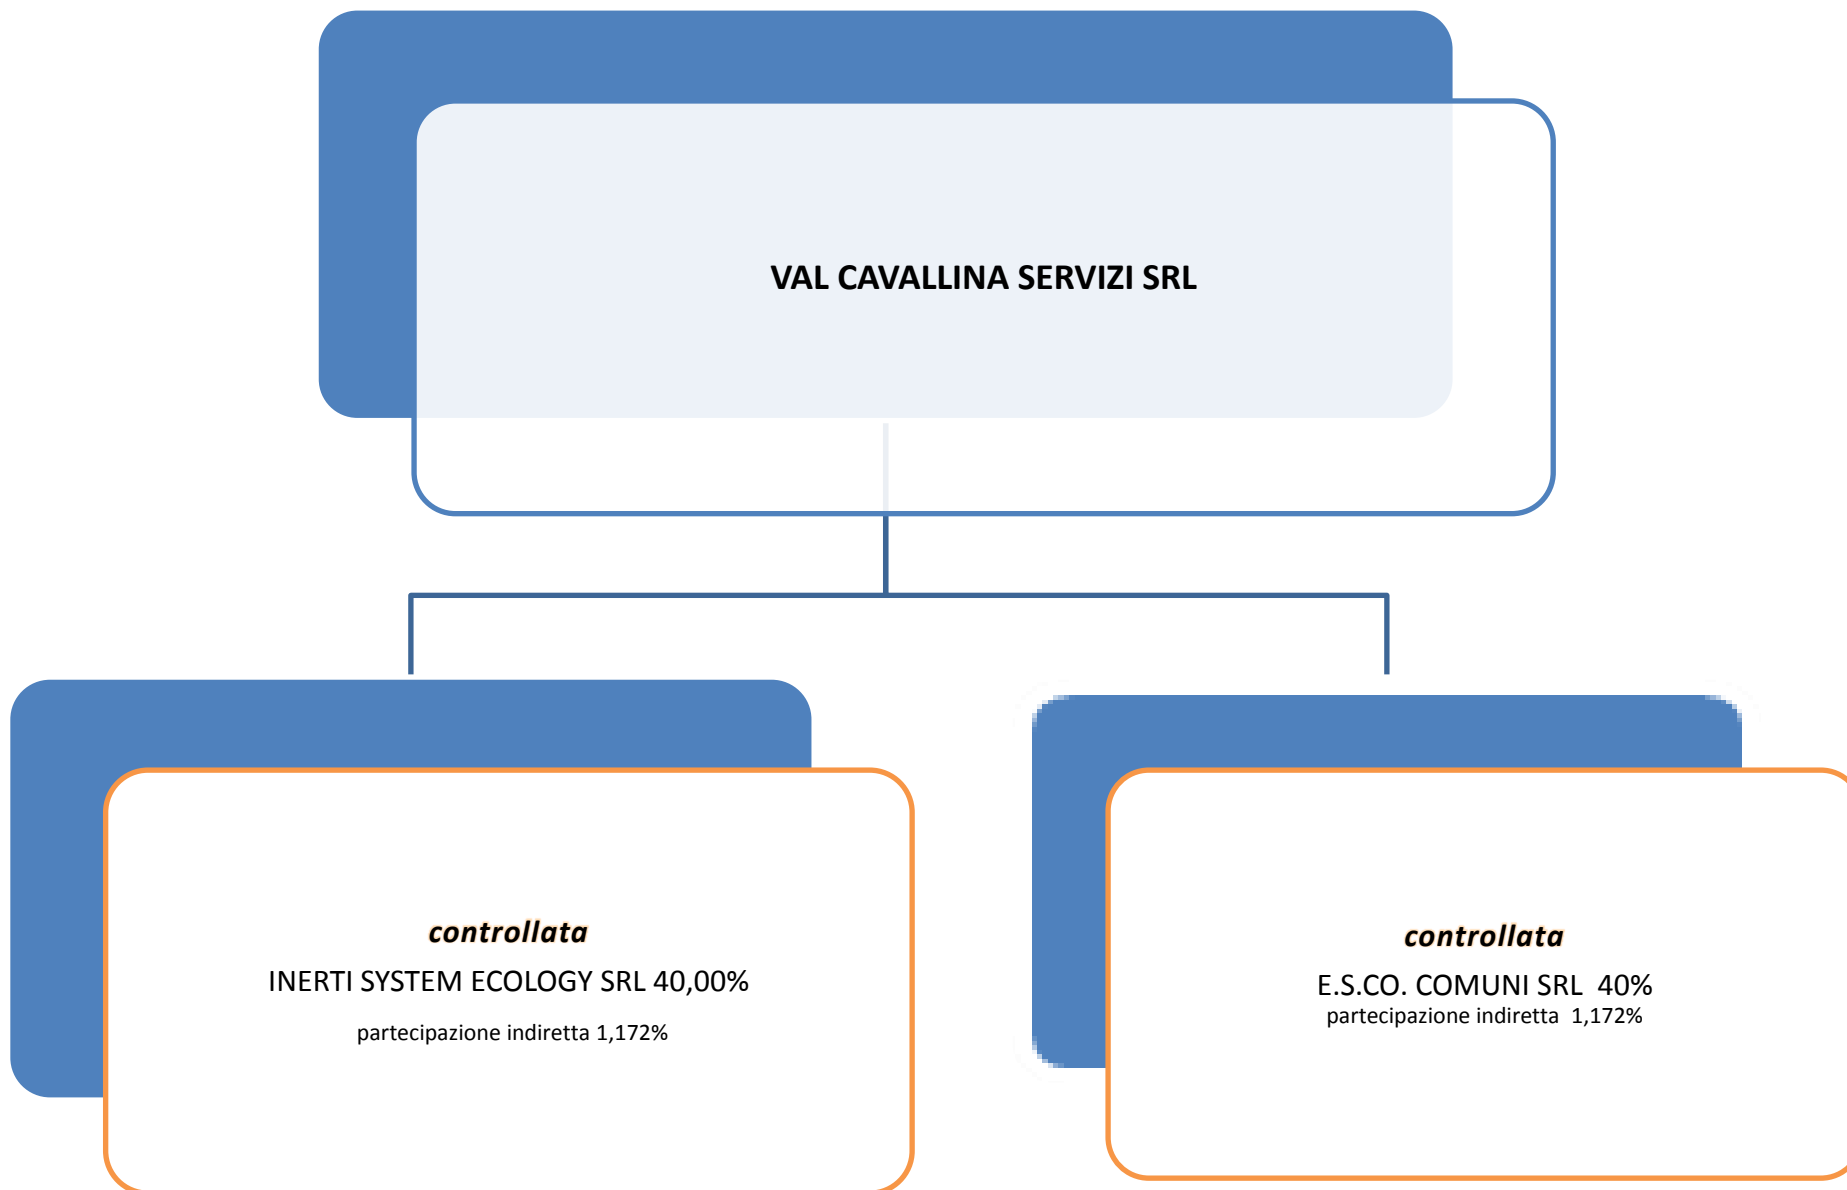 VAL CAVALLINA SERVIZI SRL
controllata
INERTI SYSTEM ECOLOGY SRL 40,00%
partecipazione indiretta 1,172%
controllata
E.S.CO. COMUNI SRL  40%
partecipazione indiretta  1,172%